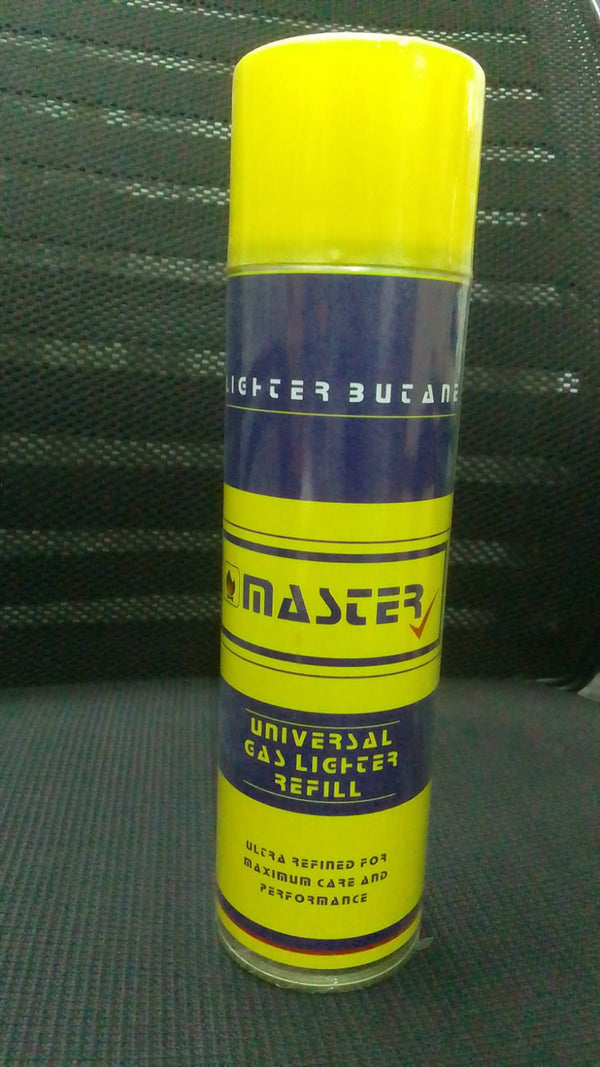 LIGHTER BUTANE
MASTER
UNIVERSAL
GAS LIGHTER
REFILL
ULTRA REFINED FOR
MAXIMUM CARE AND
PERFORMANCE